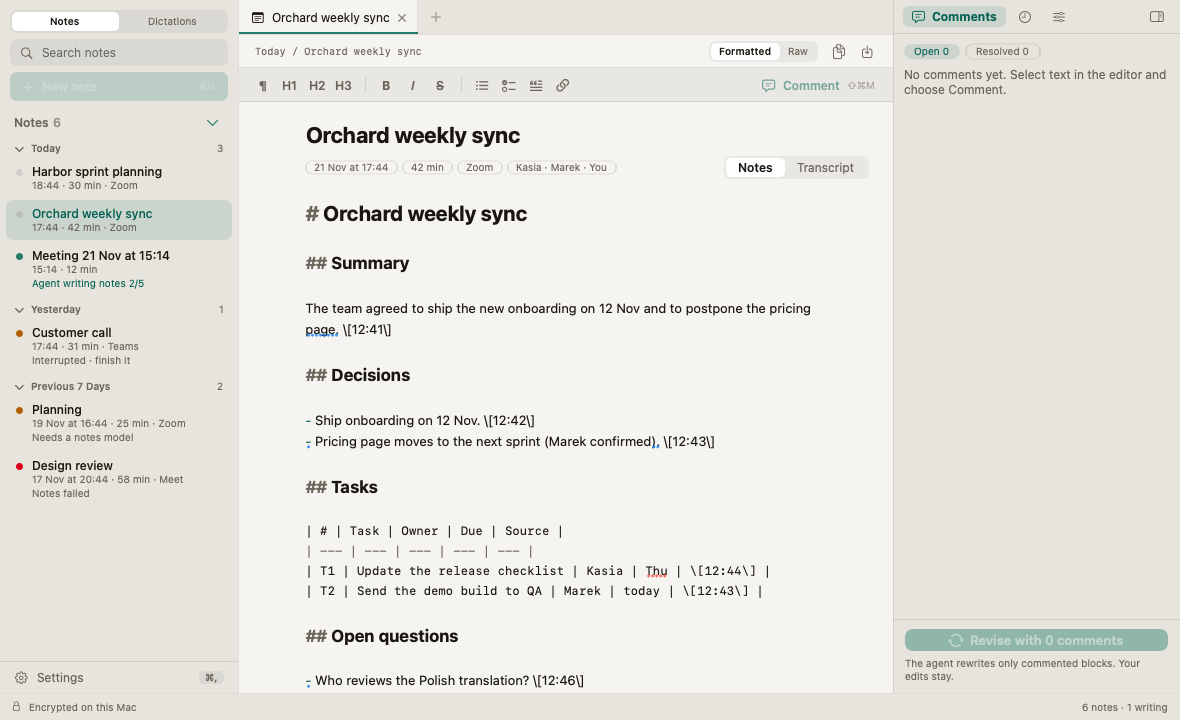 Notes
Dictations
Search notes
New note ⌘N
Notes 6
Today 3
Harbor sprint planning
18:44 · 30 min · Zoom
Orchard weekly sync
17:44 · 42 min · Zoom
Meeting 21 Nov at 15:14
15:14 · 12 min
Agent writing notes 2/5
Yesterday 1
Customer call
17:44 · 31 min · Teams
Interrupted · finish it
Previous 7 Days 2
Planning
19 Nov at 16:44 · 25 min · Zoom
Needs a notes model
Design review
17 Nov at 20:44 · 58 min · Meet
Notes failed
Settings ⌘,
Encrypted on this Mac
Orchard weekly sync
Today / Orchard weekly sync
Formatted Raw
¶ H1 H2 H3 B I S
Comment ⇧⌘M
Orchard weekly sync
21 Nov at 17:44 42 min Zoom Kasia · Marek · You
Notes Transcript
# Orchard weekly sync
## Summary
The team agreed to ship the new onboarding on 12 Nov and to postpone the pricing
page. \[12:41\]
## Decisions
- Ship onboarding on 12 Nov. \[12:42\]
- Pricing page moves to the next sprint (Marek confirmed). \[12:43\]
## Tasks
| # | Task | Owner | Due | Source |
| --- | --- | --- | --- | --- |
| T1 | Update the release checklist | Kasia | Thu | \[12:44\] |
| T2 | Send the demo build to QA | Marek | today | \[12:43\] |
## Open questions
- Who reviews the Polish translation? \[12:46\]
Comments
Open 0 Resolved 0
No comments yet. Select text in the editor and
choose Comment.
Revise with 0 comments
The agent rewrites only commented blocks. Your
edits stay.
6 notes · 1 writing